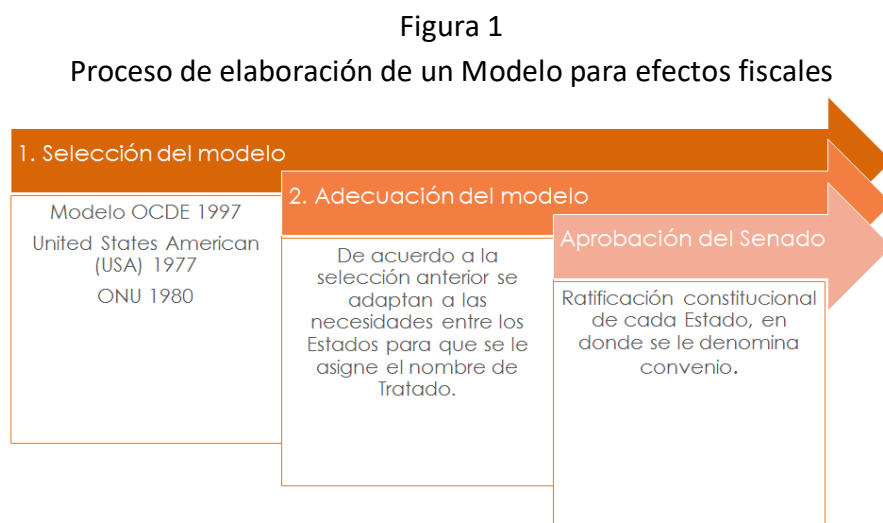 Figura 1
Proceso de elaboración de un Modelo para efectos fiscales
1. Selección del modelo
Modelo OCDE 1997
United States American
(USA) 1977
ONU 1980
2. Adecuación del modelo
De acuerdo a la
selección anterior se
adaptan a las
necesidades entre los
Estados para que se le
asigne el nombre de
Tratado.
Aprobación del Senado
Ratificación constitucional
de cada Estado, en
donde se le denomina
convenio.